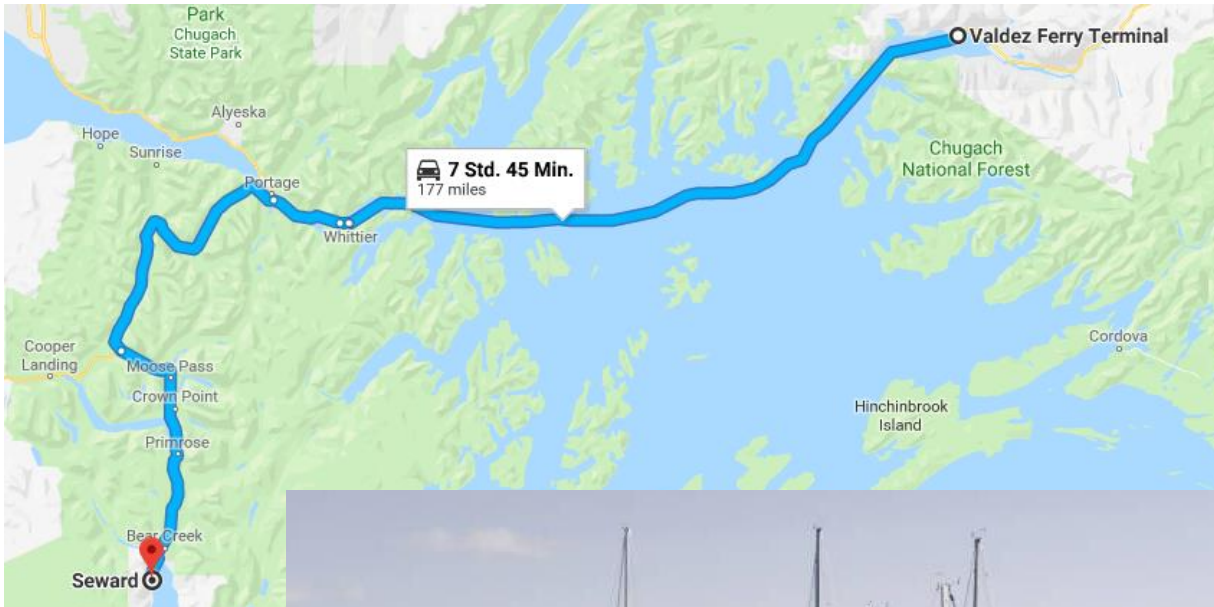 Park
Chugach
State Park
Valdez Ferry Terminal
Alyeska
Hope
Sunrise
Chugach
National Forest
7 Std. 45 Min.
177 miles
Portage
Whittier
Cordova
Cooper
Landing
Moose Pass
Crown Point
Hinchinbrook
Island
Primrose
Bear Creek
Seward